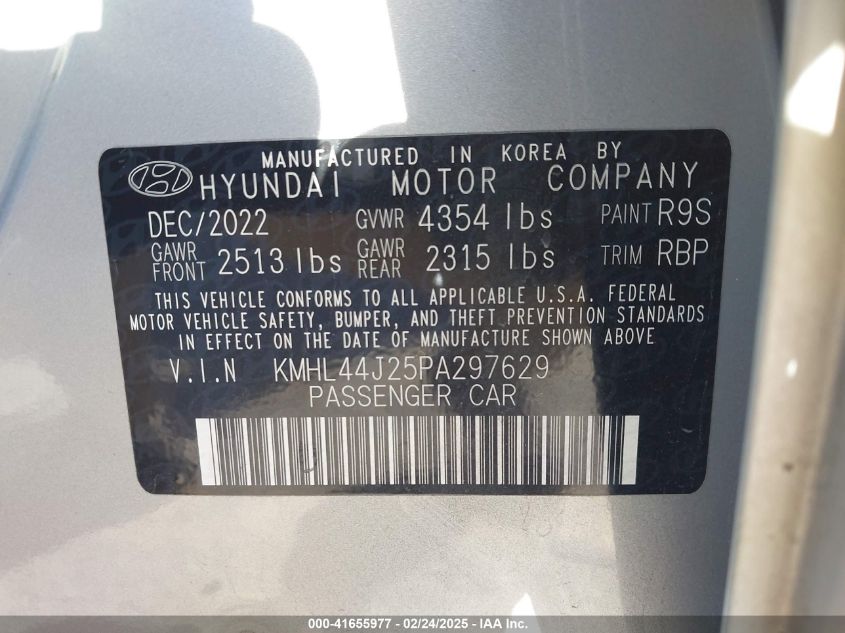 MANUFACTURED IN KOREA BY
HYUNDAI MOTOR COMPANY
DEC/2022 GVWR 4354 lbs PAINT R9S
GAWR FRONT 2513 lbs GAWR REAR 2315 lbs TRIM RBP
THIS VEHICLE CONFORMS TO ALL APPLICABLE U.S.A. FEDERAL
MOTOR VEHICLE SAFETY, BUMPER, AND THEFT PREVENTION STANDARDS
IN EFFECT ON THE DATE OF MANUFACTURE SHOWN ABOVE
V.I.N KMHL44J25PA297629
PASSENGER CAR
000-41655977 - 02/24/2025 - IAA, Inc.